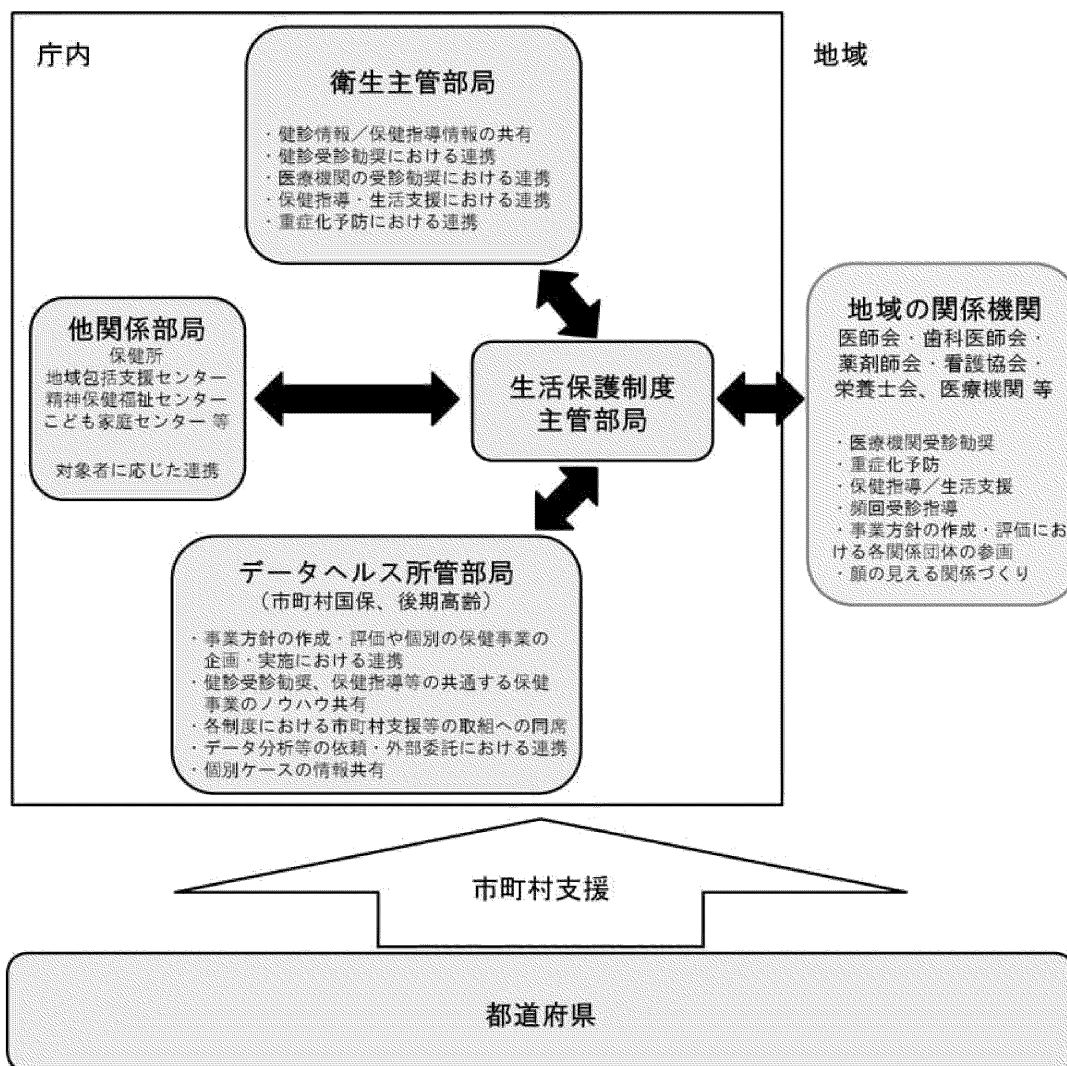 庁内
地域
衛生主管部局
・健診情報／保健指導情報の共有
・健診受診勧奨における連携
・医療機関の受診勧奨における連携
・保健指導・生活支援における連携
・重症化予防における連携
他関係部局
保健所
地域包括支援センター
精神保健福祉センター
こども家庭センター 等
対象者に応じた連携
生活保護制度
主管部局
地域の関係機関
医師会・歯科医師会・
薬剤師会・看護協会・
栄養士会、医療機関 等
・医療機関受診勧奨
・重症化予防
・保健指導／生活支援
・頻回受診指導
・事業方針の作成・評価にお
ける各関係団体の参画
・顔の見える関係づくり
データヘルス所管部局
（市町村国保、後期高齢）
・事業方針の作成・評価や個別の保健事業の
企画・実施における連携
・健診受診勧奨、保健指導等の共通する保健
事業のノウハウ共有
・各制度における市町村支援等の取組への同席
・データ分析等の依頼・外部委託における連携
・個別ケースの情報共有
市町村支援
都道府県